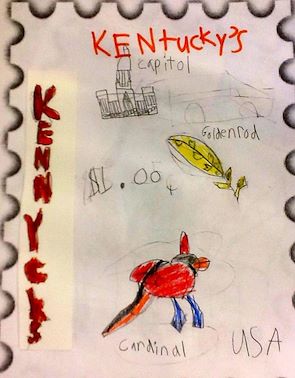 KENtucky's
capitol
Goldenrod
$1.00¢
KENNYCKY
Cardinal
USA